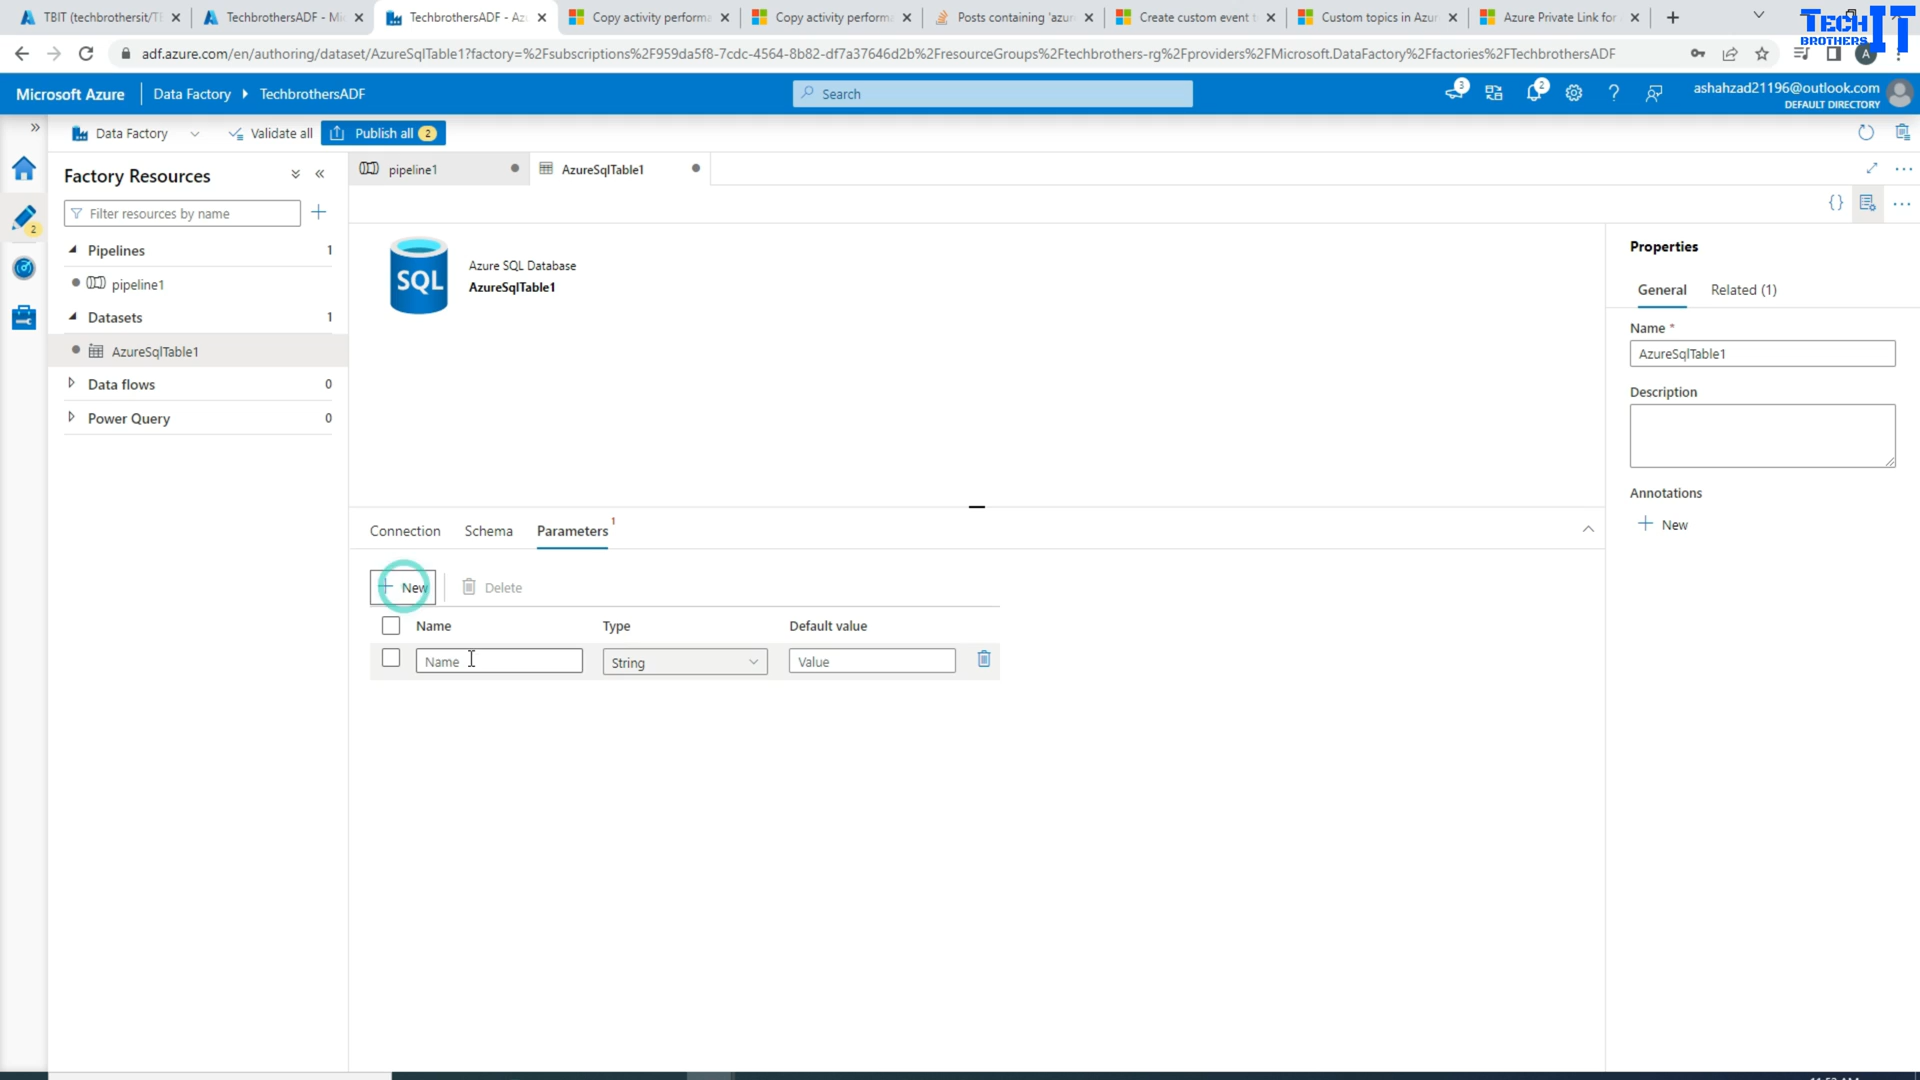 TBIT (techbrothersit/TE
TechbrothersADF - Mi
TechbrothersADF - Az
Copy activity performa
Copy activity performa
Posts containing 'azur
Create custom event t
Custom topics in Azur
Azure Private Link for
TECH IT
BROTHERS
adf.azure.com/en/authoring/dataset/AzureSqlTable1?factory=%2Fsubscriptions%2F959da5f8-7cdc-4564-8b82-df7a37646d2b%2FresourceGroups%2Ftechbrothers-rg%2Fproviders%2FMicrosoft.DataFactory%2Ffactories%2FTechbrothersADF
A
Microsoft Azure
Data Factory
TechbrothersADF
Search
3
2
ashahzad21196@outlook.com
DEFAULT DIRECTORY
Data Factory
Validate all
Publish all 2
Factory Resources
pipeline1
AzureSqlTable1
Filter resources by name
2
Pipelines 1
pipeline1
Datasets 1
AzureSqlTable1
Data flows 0
Power Query 0
SQL
Azure SQL Database
AzureSqlTable1
Properties
General
Related (1)
Name *
AzureSqlTable1
Description
Annotations
New
Connection
Schema
Parameters 1
New
Delete
Name
Type
Default value
Name
String
Value